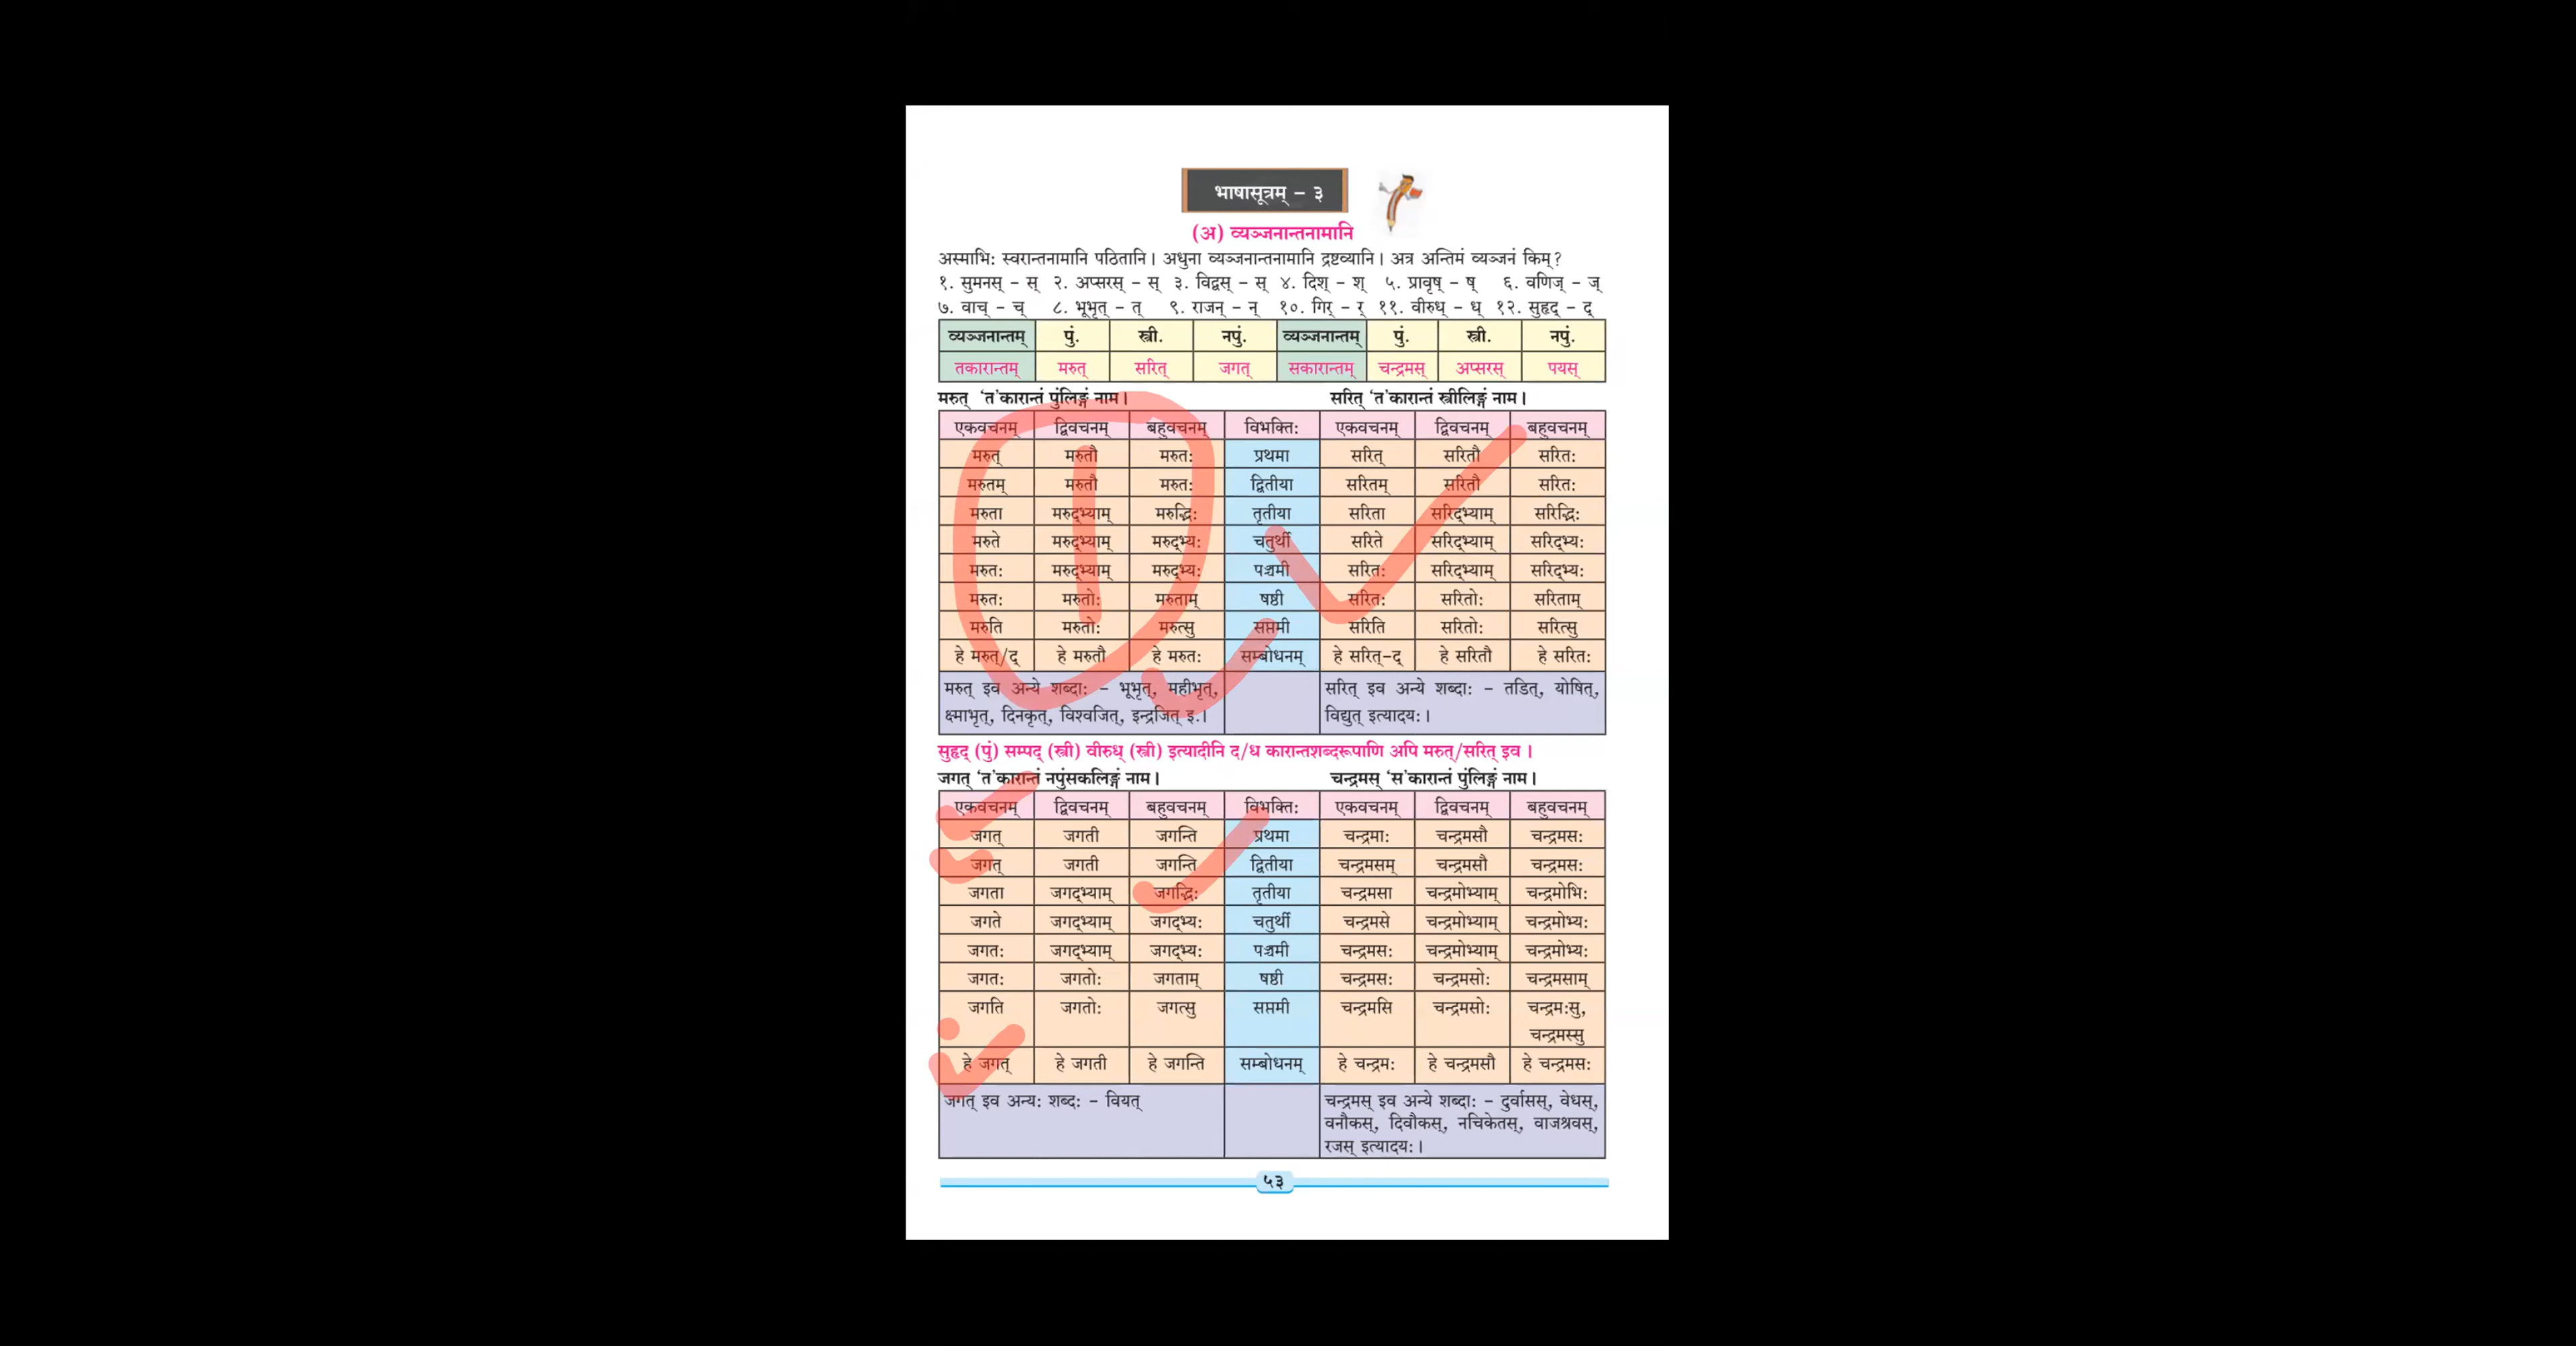 भाषासूत्रम् – ३
(अ) व्यञ्जनान्तनामानि
अस्माभिः स्वरान्तनामानि पठितानि। अधुना व्यञ्जनान्तनामानि द्रष्टव्यानि। अत्र अन्तिमं व्यञ्जनं किम्?
१. सुमनस् – स् २. अप्सरस् – स् ३. विद्वस् – स् ४. दिश् – श् ५. प्रावृष् – ष् ६. वणिज् – ज्
७. वाच् – च् ८. भूभृत् – त् ९. राजन् – न् १०. गिर् – र् ११. वीरुध् – ध् १२. सुहृद् – द्
व्यञ्जनान्तम् पुं. स्त्री. नपुं. व्यञ्जनान्तम् पुं. स्त्री. नपुं.
तकारान्तम् मरुत् सरित् जगत् सकारान्तम् चन्द्रमस् अप्सरस् पयस्
मरुत् 'त'कारान्तं पुंलिङ्गं नाम। सरित् 'त'कारान्तं स्त्रीलिङ्गं नाम।
एकवचनम् द्विवचनम् बहुवचनम् विभक्तिः एकवचनम् द्विवचनम् बहुवचनम्
मरुत् मरुतौ मरुतः प्रथमा सरित् सरितौ सरितः
मरुतम् मरुतौ मरुतः द्वितीया सरितम् सरितौ सरितः
मरुता मरुद्भ्याम् मरुद्भिः तृतीया सरिता सरिद्भ्याम् सरिद्भिः
मरुते मरुद्भ्याम् मरुद्भ्यः चतुर्थी सरिते सरिद्भ्याम् सरिद्भ्यः
मरुतः मरुद्भ्याम् मरुद्भ्यः पञ्चमी सरितः सरिद्भ्याम् सरिद्भ्यः
मरुतः मरुतोः मरुताम् षष्ठी सरितः सरितोः सरिताम्
मरुति मरुतोः मरुत्सु सप्तमी सरिति सरितोः सरित्सु
हे मरुत्/द् हे मरुतौ हे मरुतः सम्बोधनम् हे सरित्-द् हे सरितौ हे सरितः
मरुत् इव अन्ये शब्दाः – भूभृत्, महीभृत्, सरित् इव अन्ये शब्दाः – तडित्, योषित्,
क्ष्माभृत्, दिनकृत्, विश्वजित्, इन्द्रजित् इ.। विद्युत् इत्यादयः।
सुहृद् (पुं) सम्पद् (स्त्री) वीरुध् (स्त्री) इत्यादीनि द/ध कारान्तशब्दरूपाणि अपि मरुत्/सरित् इव।
जगत् 'त'कारान्तं नपुंसकलिङ्गं नाम। चन्द्रमस् 'स'कारान्तं पुंलिङ्गं नाम।
एकवचनम् द्विवचनम् बहुवचनम् विभक्तिः एकवचनम् द्विवचनम् बहुवचनम्
जगत् जगती जगन्ति प्रथमा चन्द्रमाः चन्द्रमसौ चन्द्रमसः
जगत् जगती जगन्ति द्वितीया चन्द्रमसम् चन्द्रमसौ चन्द्रमसः
जगता जगद्भ्याम् जगद्भिः तृतीया चन्द्रमसा चन्द्रमोभ्याम् चन्द्रमोभिः
जगते जगद्भ्याम् जगद्भ्यः चतुर्थी चन्द्रमसे चन्द्रमोभ्याम् चन्द्रमोभ्यः
जगतः जगद्भ्याम् जगद्भ्यः पञ्चमी चन्द्रमसः चन्द्रमोभ्याम् चन्द्रमोभ्यः
जगतः जगतोः जगताम् षष्ठी चन्द्रमसः चन्द्रमसोः चन्द्रमसाम्
जगति जगतोः जगत्सु सप्तमी चन्द्रमसि चन्द्रमसोः चन्द्रमःसु,
चन्द्रमस्सु
हे जगत् हे जगती हे जगन्ति सम्बोधनम् हे चन्द्रमः हे चन्द्रमसौ हे चन्द्रमसः
जगत् इव अन्यः शब्दः – वियत् चन्द्रमस् इव अन्ये शब्दाः – दुर्वासस्, वेधस्,
वनौकस्, दिवौकस्, नचिकेतस्, वाजश्रवस्,
रजस् इत्यादयः।
५३